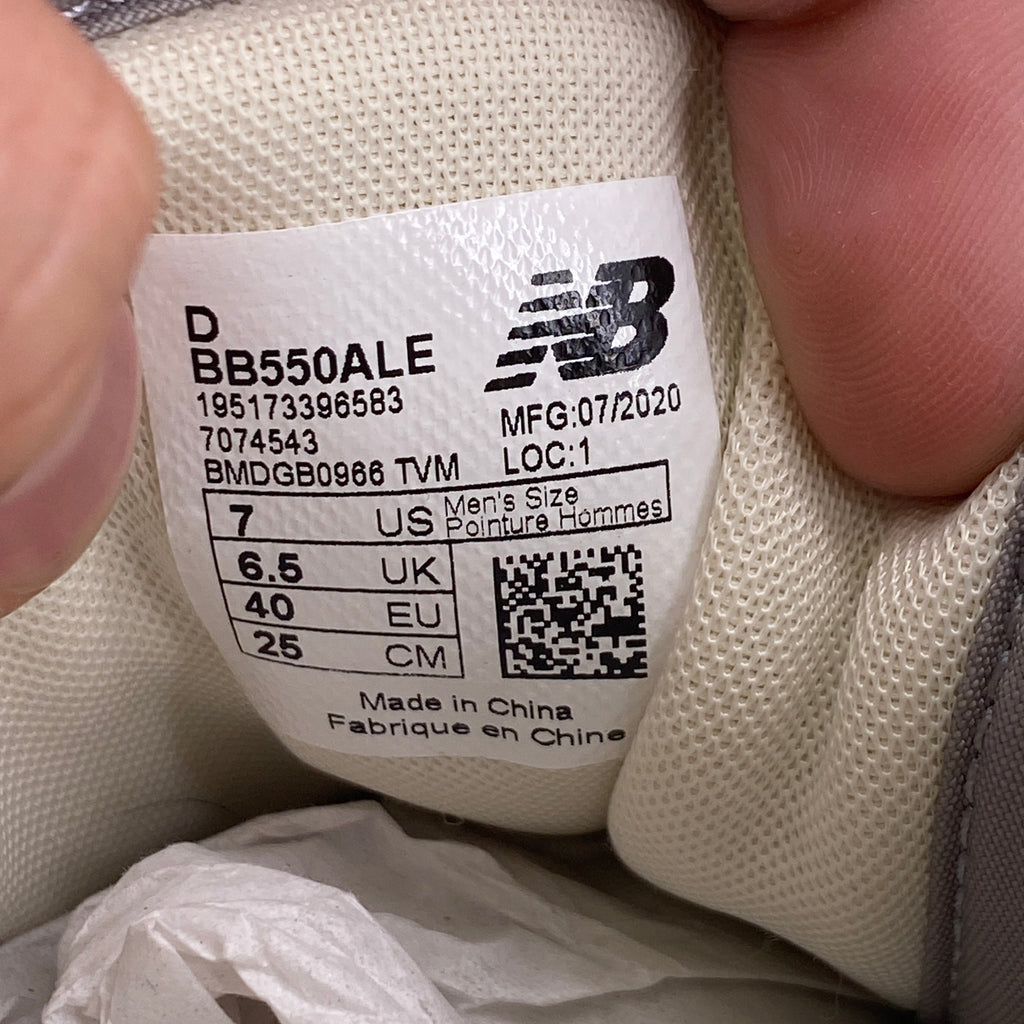 D
BB550ALE
195173396583
7074543
BMDGB0966 TVM
NB
MFG:07/2020
LOC:1
7 US Men's Size
Pointure Hommes
6.5 UK
40 EU
25 CM
Made in China
Fabrique en Chine